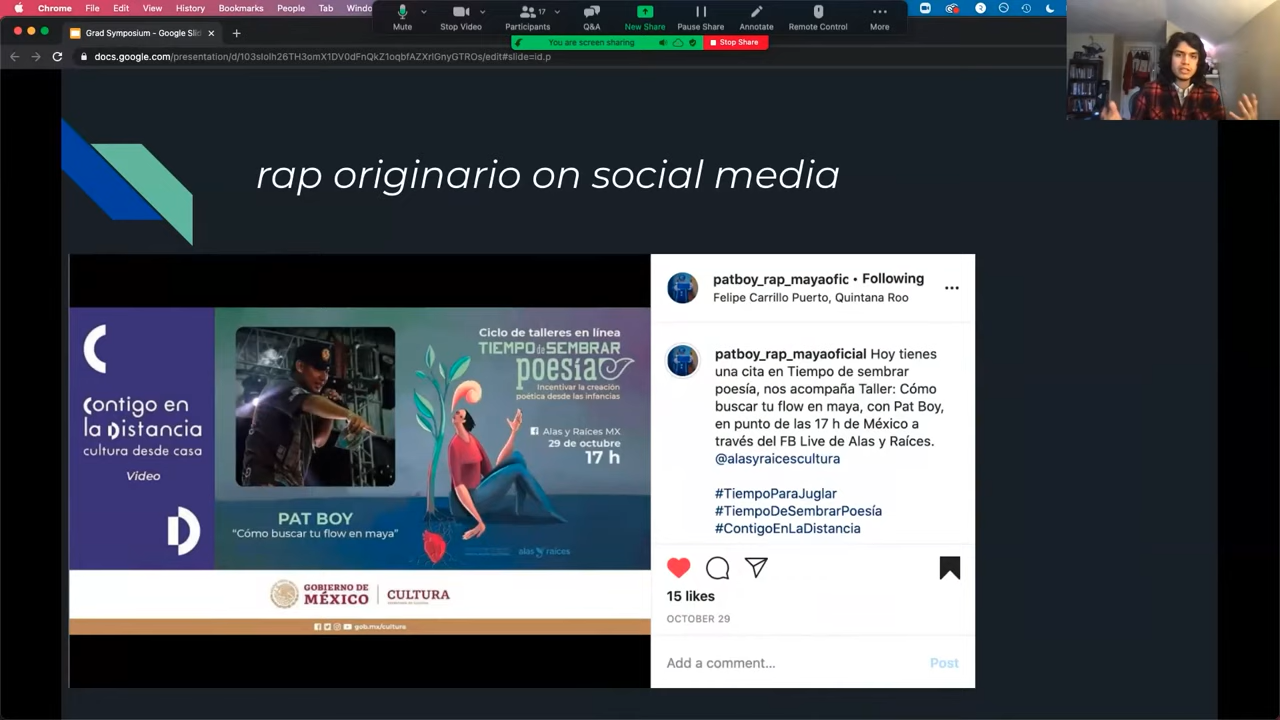 Chrome File Edit View History Bookmarks People Tab Windo
Mute Stop Video Participants 17 Q&A New Share Pause Share Annotate Remote Control More
You are screen sharing Stop Share
Grad Symposium - Google Slid
docs.google.com/presentation/d/103sIoIh26TH3omX1DV0dFnQkZ1oqbfAZXrlGnyGTROs/edit#slide=id.p
rap originario on social media
Contigo en
la Distancia
cultura desde casa
Video
PAT BOY
“Cómo buscar tu flow en maya”
Ciclo de talleres en línea
TIEMPO de SEMBRAR
poesía
Incentivar la creación
poética desde las infancias
Alas y Raíces MX
29 de octubre
17 h
alas raíces
GOBIERNO DE
MÉXICO
CULTURA
gob.mx/cultura
patboy_rap_mayaofic • Following
Felipe Carrillo Puerto, Quintana Roo
patboy_rap_mayaoficial Hoy tienes
una cita en Tiempo de sembrar
poesía, nos acompaña Taller: Cómo
buscar tu flow en maya, con Pat Boy,
en punto de las 17 h de México a
través del FB Live de Alas y Raíces.
@alasyraicescultura
#TiempoParaJuglar
#TiempoDeSembrarPoesía
#ContigoEnLaDistancia
15 likes
OCTOBER 29
Add a comment... Post